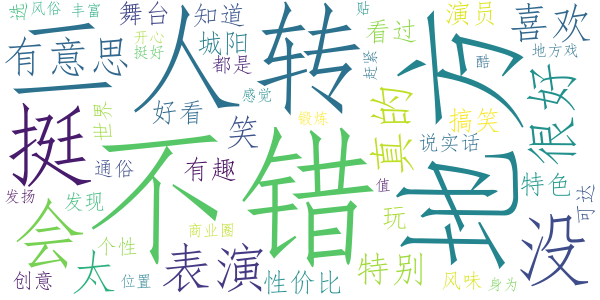 选 风俗 丰富
舞台 知道
贴
演员 喜欢
有意思
二人转
开心
挺好
城阳
都是
看过
赶紧
酷
地方戏
地方
挺
世界
好看
感觉
笑
锻炼
真的
搞笑
很好
不错
通俗
有趣
说实话
发扬
发现
值
特色
可达
会
个性
商业圈
玩
没
创意
太
位置
表演
性价比
特别
风味
身为